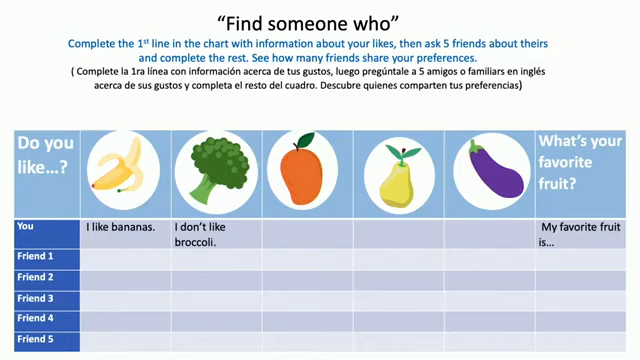 “Find someone who”
Complete the 1st line in the chart with information about your likes, then ask 5 friends about theirs
and complete the rest. See how many friends share your preferences.
( Complete la 1ra línea con información acerca de tus gustos, luego pregúntale a 5 amigos o familiars en inglés
acerca de sus gustos y completa el resto del cuadro. Descubre quienes comparten tus preferencias)
Do you
like…?
What’s your
favorite
fruit?
You
I like bananas.
I don’t like
broccoli.
My favorite fruit
is…
Friend 1
Friend 2
Friend 3
Friend 4
Friend 5